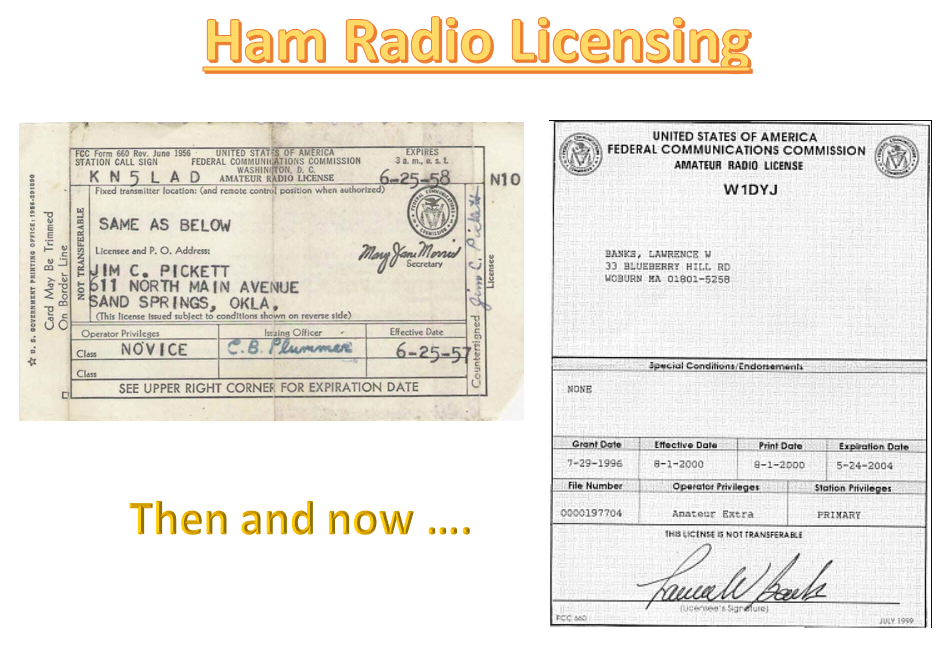 Ham Radio Licensing
FCC Form 660 Rev. June 1956
STATION CALL SIGN
KN5LAD
UNITED STATES OF AMERICA
FEDERAL COMMUNICATIONS COMMISSION
WASHINGTON, D. C.
AMATEUR RADIO LICENSE
EXPIRES
3 a. m., e. s. t.
6-25-58
N10
Fixed transmitter location: (and remote control position when authorized)
SAME AS BELOW
Licensee and P. O. Address:
JIM C. PICKETT
611 NORTH MAIN AVENUE
SAND SPRINGS, OKLA.
(This license issued subject to conditions shown on reverse side)
Mary Jane Morris
Secretary
Operator Privileges
Issuing Officer
Effective Date
Class NOVICE
C.B. Plummer
6-25-57
Class
SEE UPPER RIGHT CORNER FOR EXPIRATION DATE
☆ U. S. GOVERNMENT PRINTING OFFICE:
Card May Be Trimmed
On Border Line
NOT TRANSFERABLE
Countersigned Jim C. Pickett
Licensee
Then and now ....
UNITED STATES OF AMERICA
FEDERAL COMMUNICATIONS COMMISSION
AMATEUR RADIO LICENSE
W1DYJ
BANKS, LAWRENCE W
33 BLUEBERRY HILL RD
WOBURN MA 01801-5258
Special Conditions/Endorsements
NONE
Grant Date Effective Date Print Date Expiration Date
7-29-1996 8-1-2000 8-1-2000 5-24-2004
File Number Operator Privileges Station Privileges
0000197704 Amateur Extra PRIMARY
THIS LICENSE IS NOT TRANSFERABLE
(Licensee's Signature)
FCC 660 JULY 1999